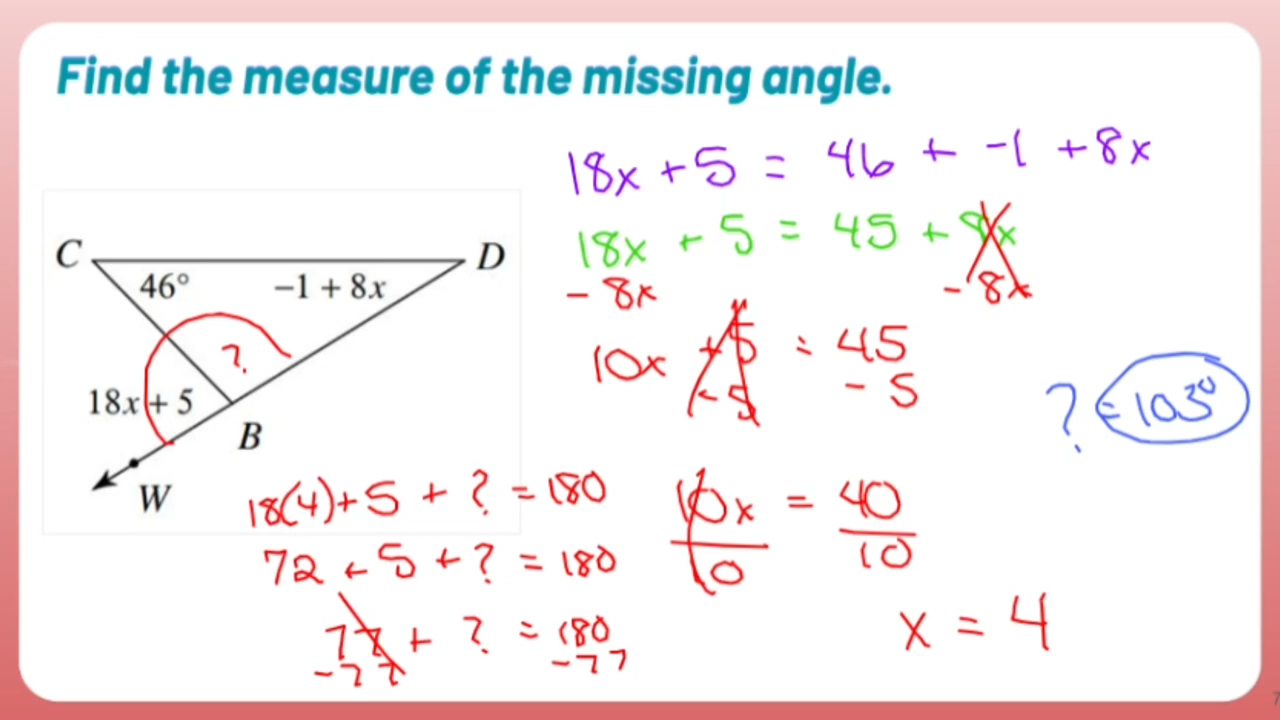 Find the measure of the missing angle.
18x + 5 = 46 + -1 + 8x
18x + 5 = 45 + 8x
- 8x - 8x
10x + 5 = 45
- 5 - 5
10x = 40
10 10
x = 4
? = 103°
C
D
46°
-1 + 8x
?
18x + 5
B
W
18(4) + 5 + ? = 180
72 + 5 + ? = 180
77 + ? = 180
-77 -77
7